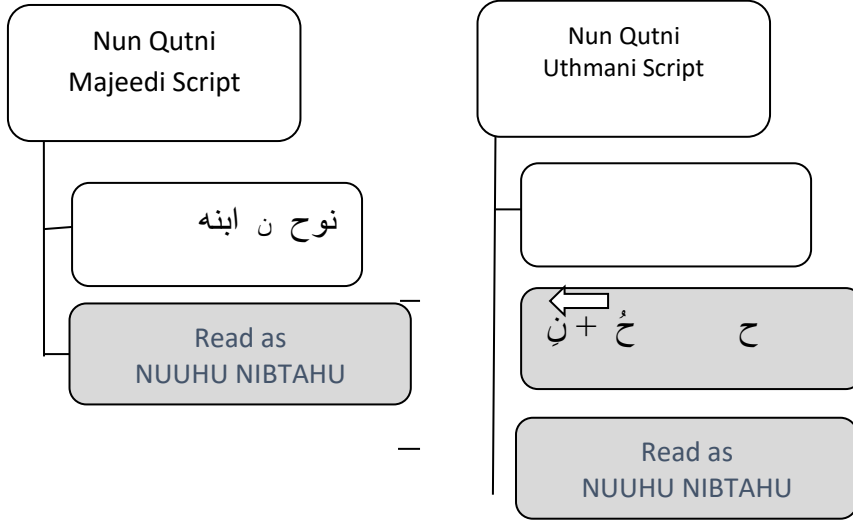 Nun Qutni
Majeedi Script
نوح ن ابنه
Read as
NUUHU NIBTAHU
Nun Qutni
Uthmani Script
ح حُ + نِ
Read as
NUUHU NIBTAHU